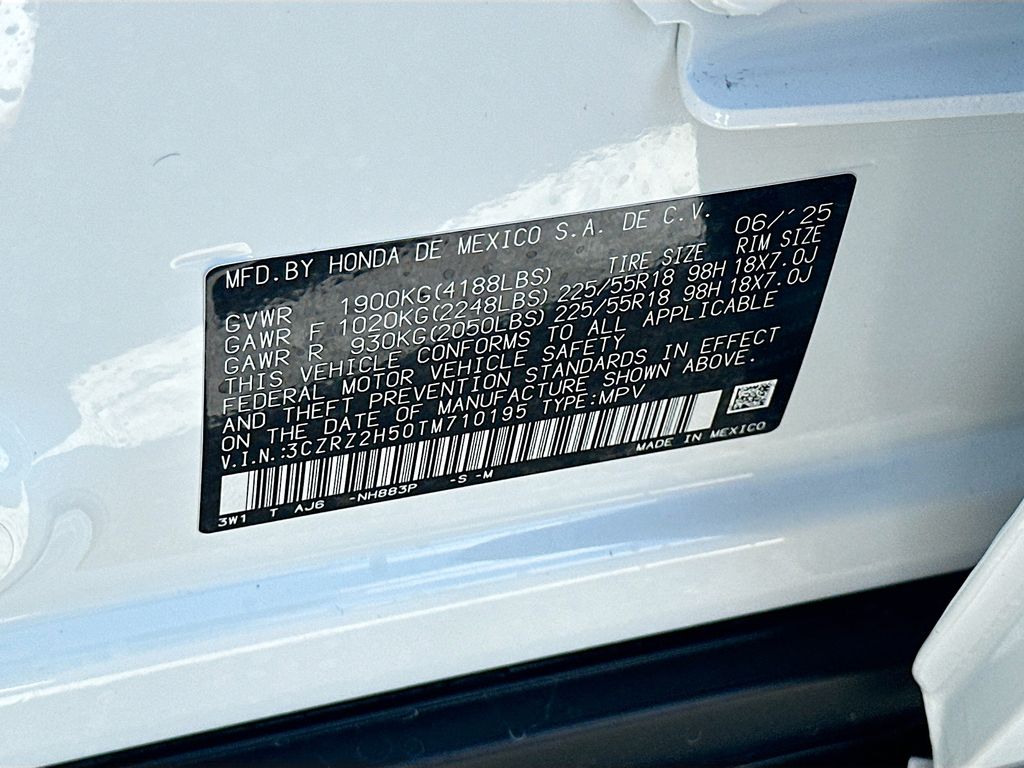 MFD.BY HONDA DE MEXICO S.A. DE C.V. 06/´25
TIRE SIZE RIM SIZE
GVWR 1900KG(4188LBS)
GAWR F 1020KG(2248LBS) 225/55R18 98H 18X7.0J
GAWR R 930KG(2050LBS) 225/55R18 98H 18X7.0J
THIS VEHICLE CONFORMS TO ALL APPLICABLE
FEDERAL MOTOR VEHICLE SAFETY
AND THEFT PREVENTION STANDARDS IN EFFECT
ON THE DATE OF MANUFACTURE SHOWN ABOVE.
V.I.N.:3CZRZ2H50TM710195 TYPE:MPV
3W1 T AJ6 -NH883P -S -M MADE IN MEXICO